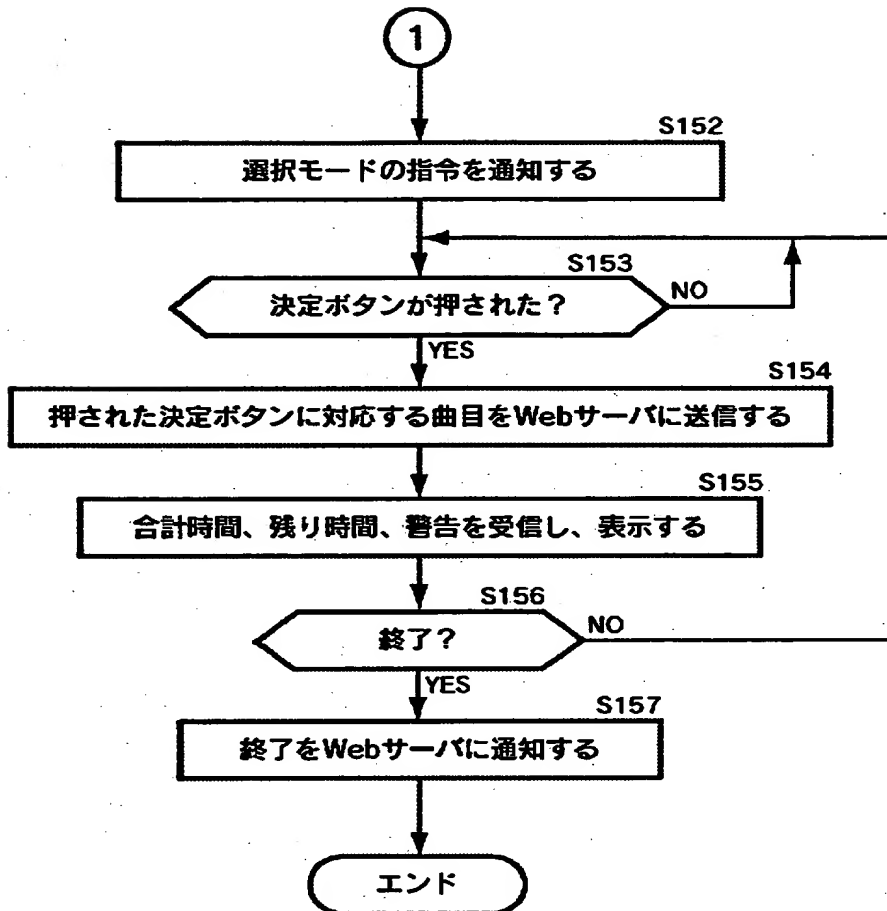 1
S152
選択モードの指令を通知する
S153
決定ボタンが押された？
NO
YES
S154
押された決定ボタンに対応する曲目をWebサーバに送信する
S155
合計時間、残り時間、警告を受信し、表示する
S156
終了？
NO
YES
S157
終了をWebサーバに通知する
エンド